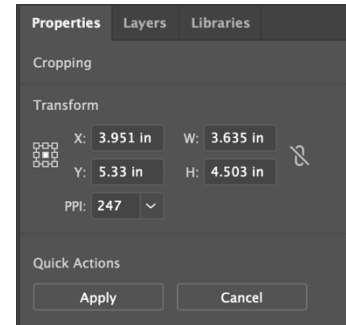 Properties Layers Libraries
Cropping
Transform
X: 3.951 in W: 3.635 in
Y: 5.33 in H: 4.503 in
PPI: 247
Quick Actions
Apply Cancel